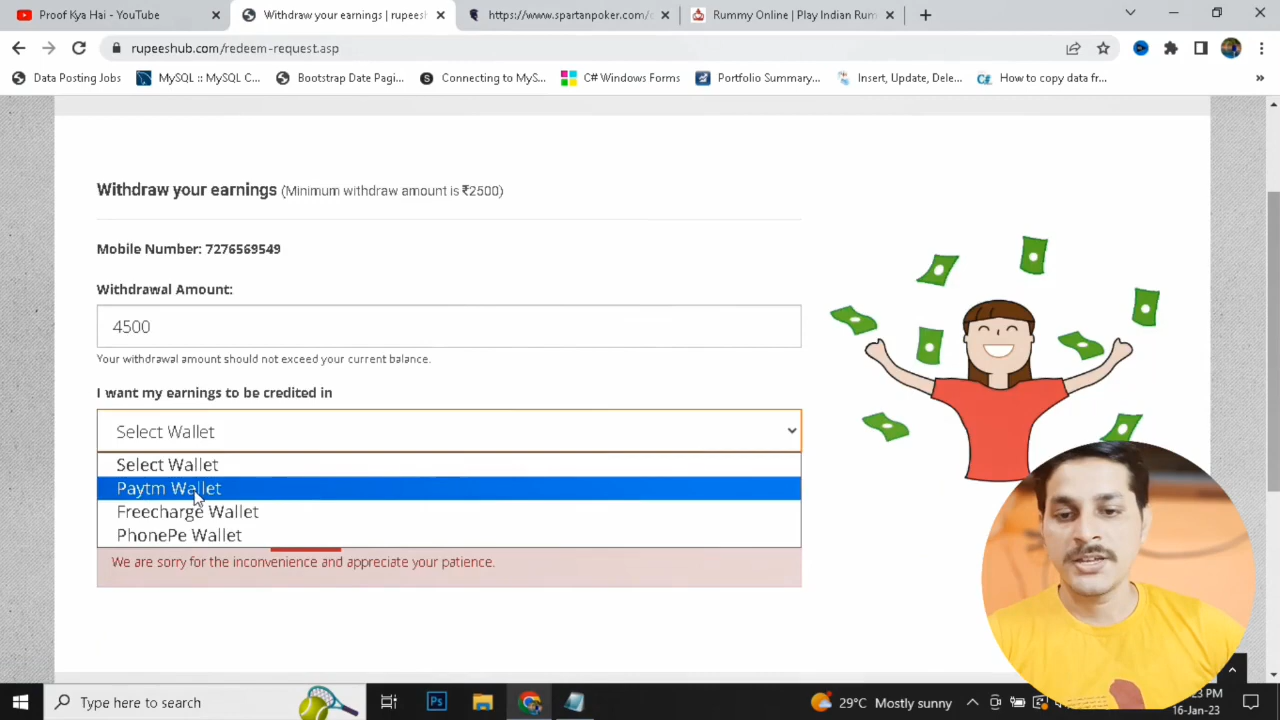 Proof Kya Hai - YouTube
Withdraw your earnings | rupees
https://www.spartanpoker.com/
Rummy Online | Play Indian Rum
rupeeshub.com/redeem-request.asp
Data Posting Jobs
MySQL :: MySQL C...
Bootstrap Date Pagi...
Connecting to MyS...
C# Windows Forms
Portfolio Summary...
Insert, Update, Dele...
How to copy data fr...
Withdraw your earnings (Minimum withdraw amount is ₹2500)
Mobile Number: 7276569549
Withdrawal Amount:
4500
Your withdrawal amount should not exceed your current balance.
I want my earnings to be credited in
Select Wallet
Select Wallet
Paytm Wallet
Freecharge Wallet
PhonePe Wallet
We are sorry for the inconvenience and appreciate your patience.
Type here to search
Ps
29°C Mostly sunny
23 PM
16-Jan-23